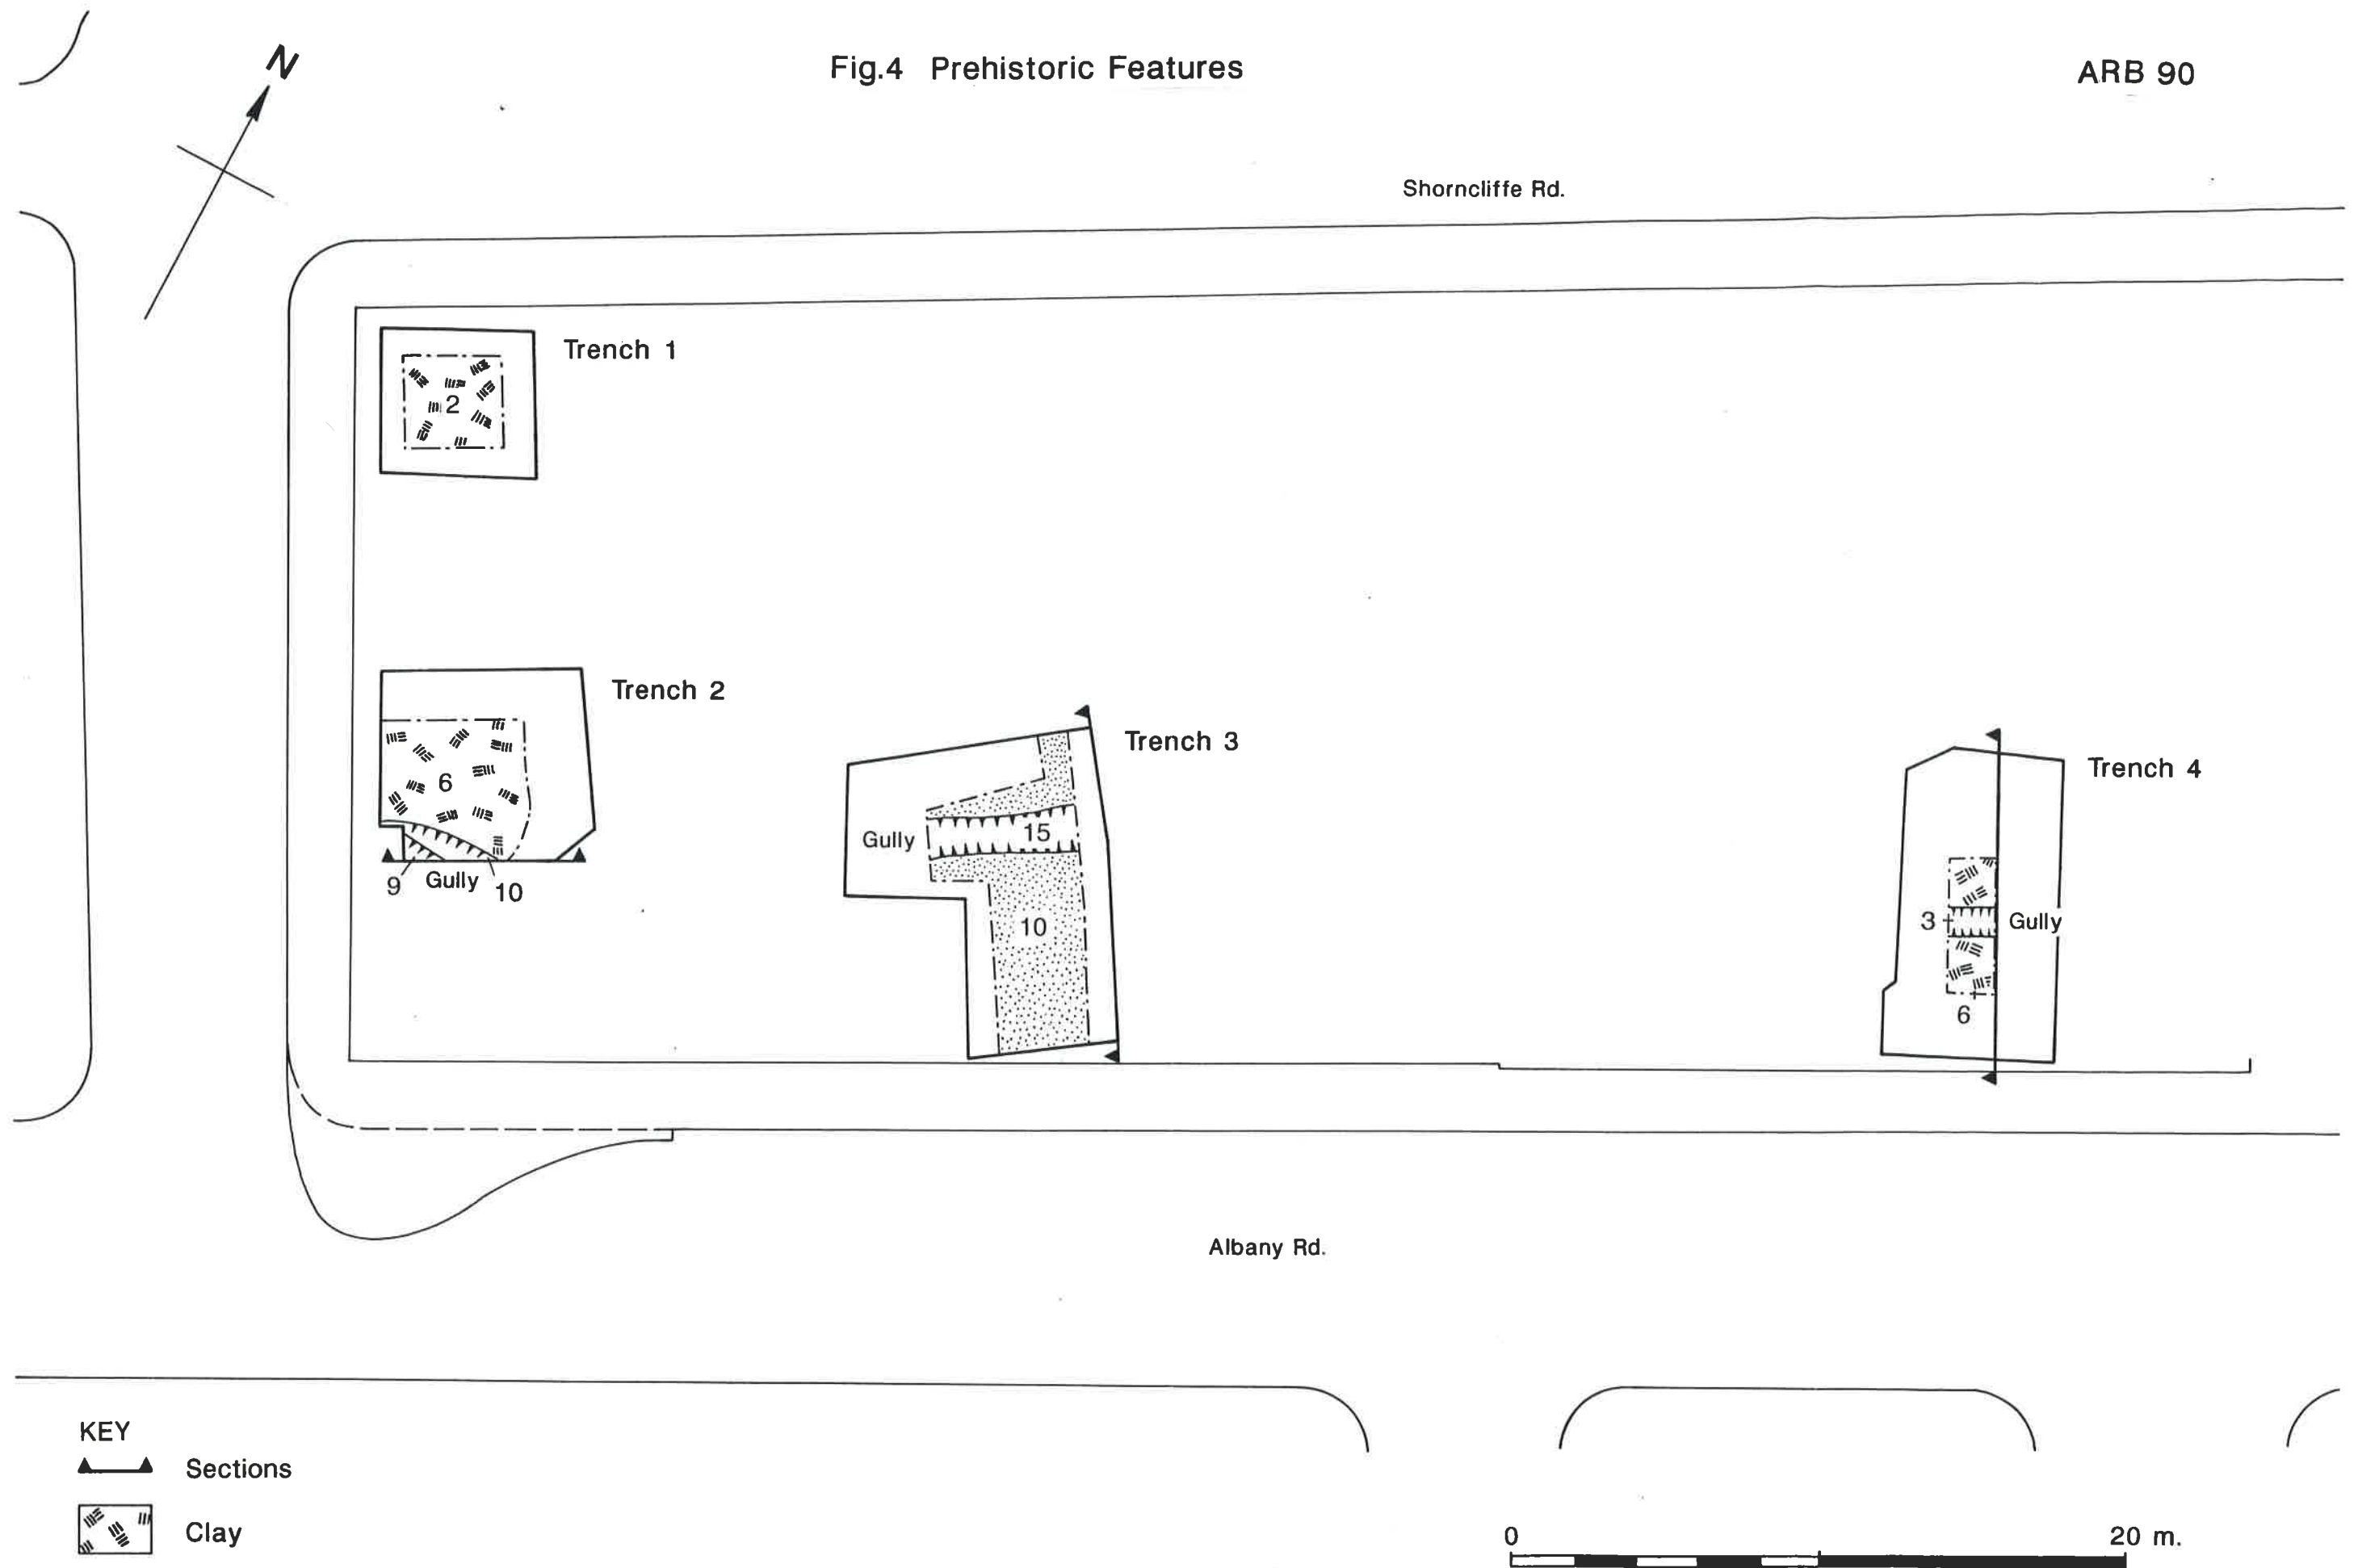 N
Fig.4 Prehistoric Features
ARB 90
Shorncliffe Rd.
Trench 1
2
Trench 2
6
9 Gully 10
Trench 3
Gully 15
10
Trench 4
3 Gully
6
Albany Rd.
KEY
Sections
Clay
0 20 m.